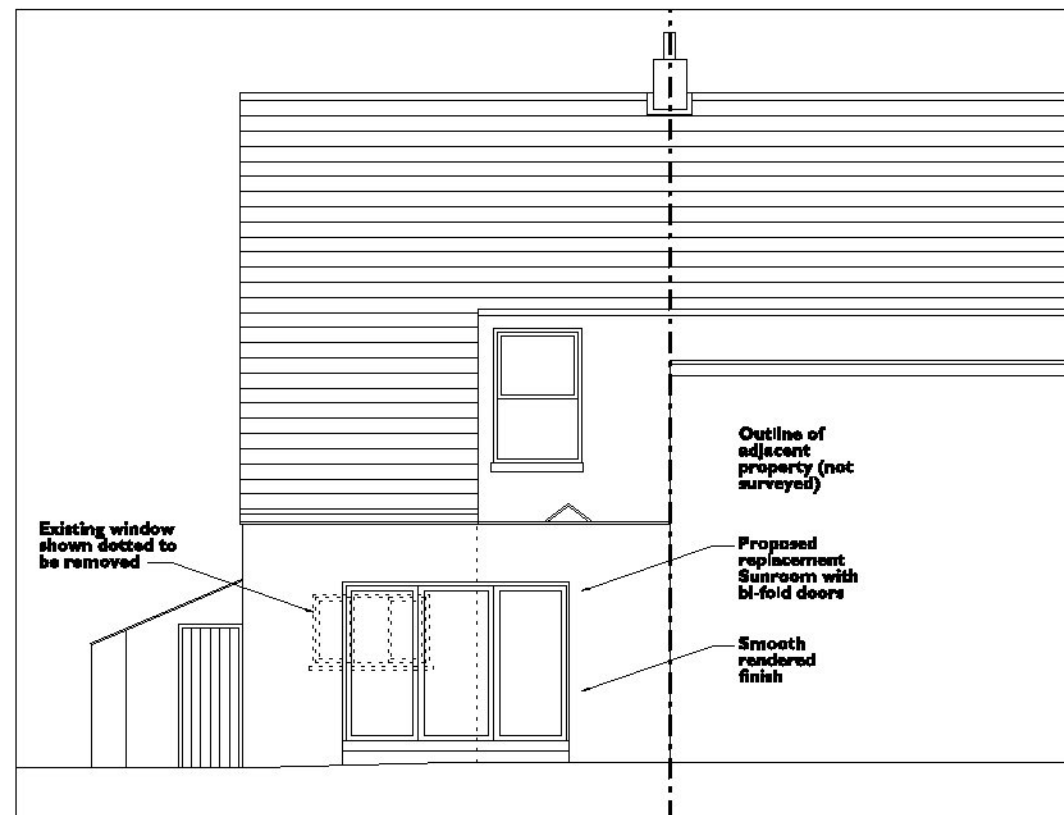 Outline of
adjacent
property (not
surveyed)
Existing window
shown dotted to
be removed
Proposed
replacement
Sunroom with
bi-fold doors
Smooth
rendered
finish